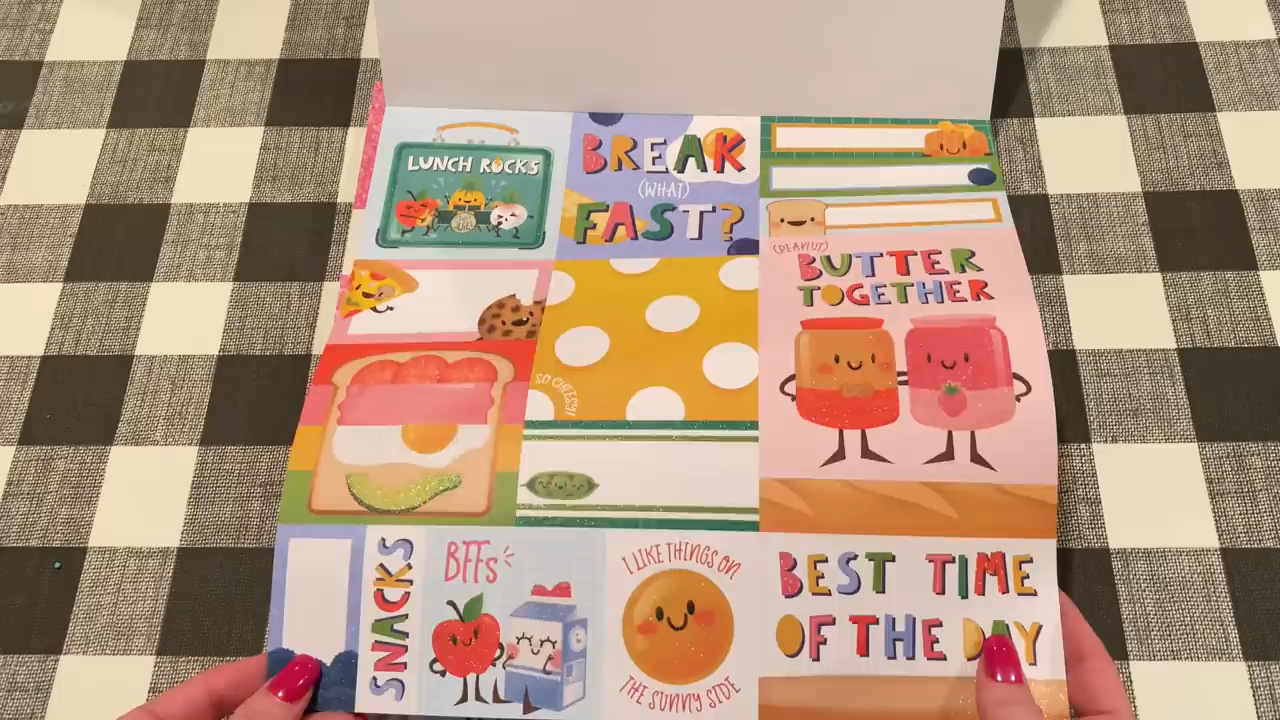 LUNCH ROCKS
BREAK
(WHAT)
FAST?
(PEANUT)
BUTTER
TOGETHER
SO CHEESY!
SNACKS
BFFs
I LIKE THINGS ON
THE SUNNY SIDE
BEST TIME
OF THE DAY